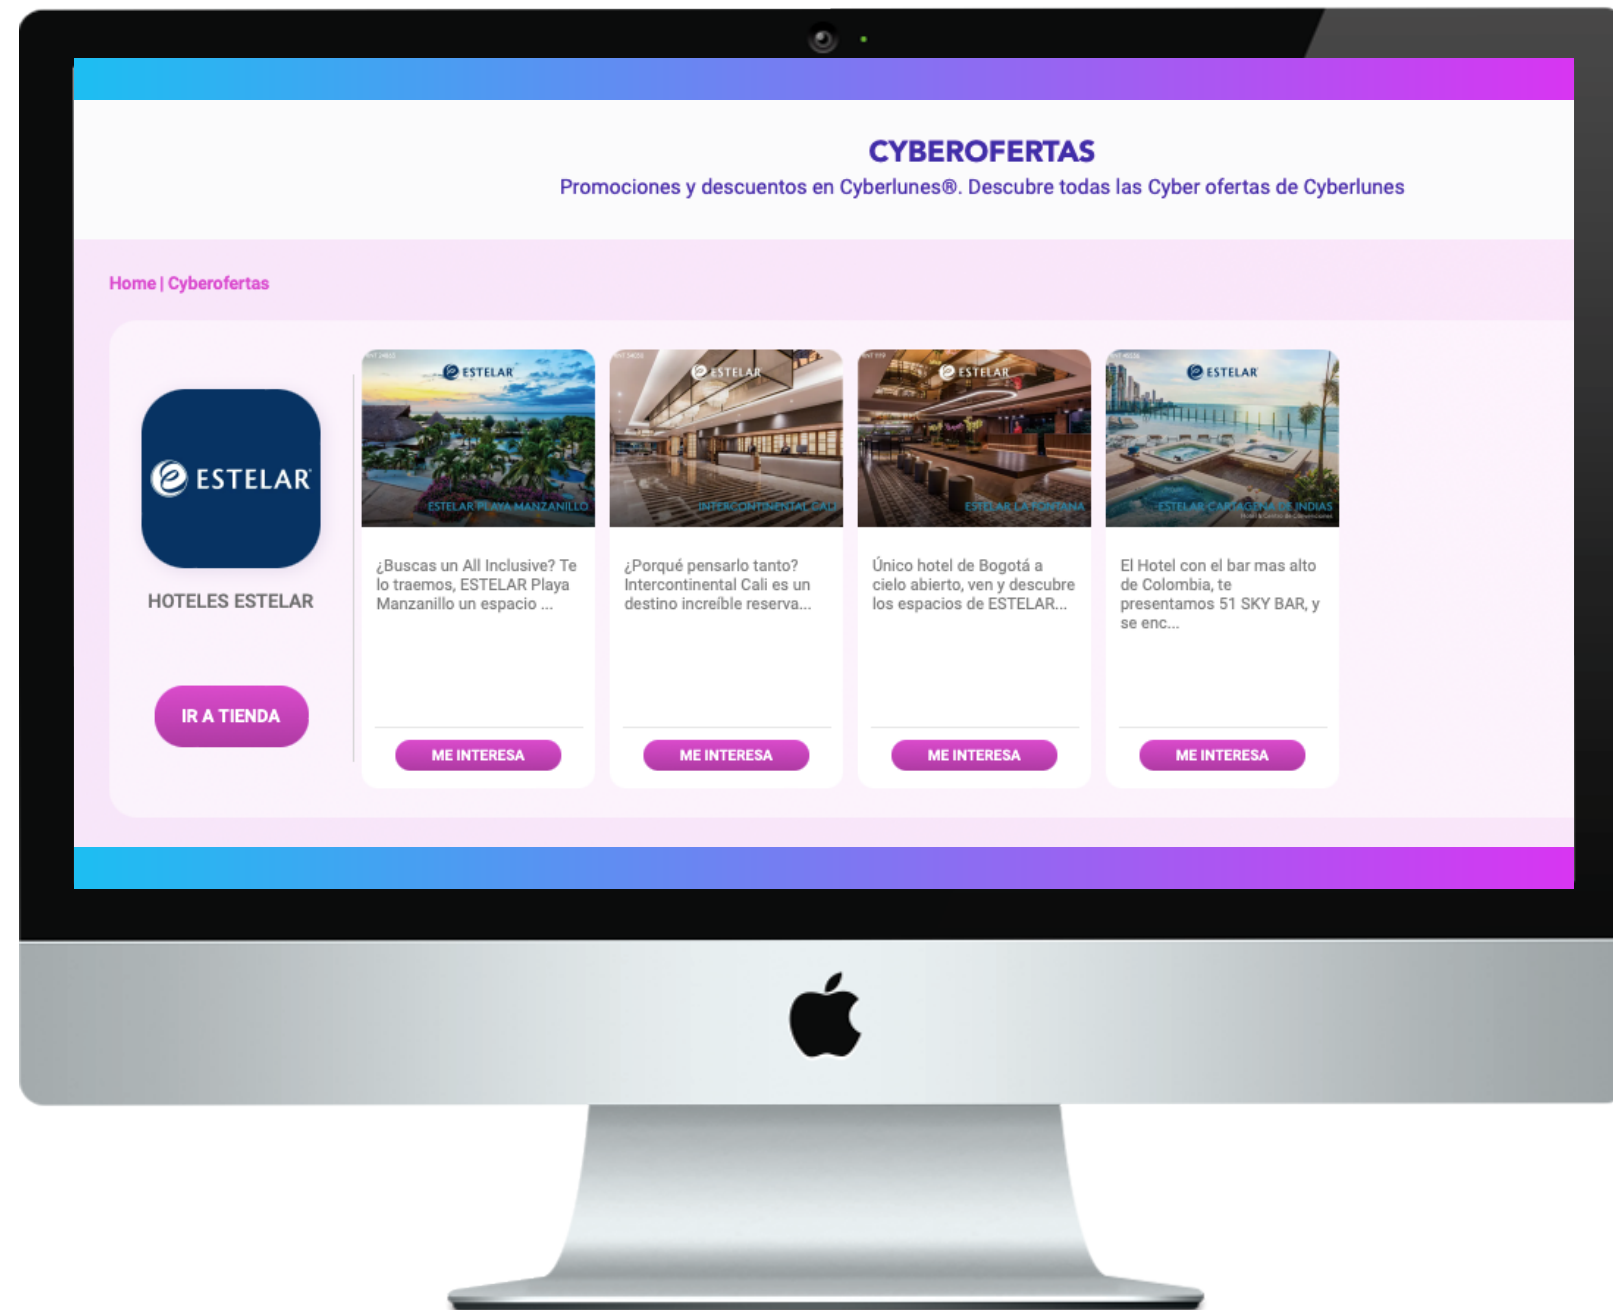 CYBEROFERTAS
Promociones y descuentos en Cyberlunes®. Descubre todas las Cyber ofertas de Cyberlunes
Home | Cyberofertas
ESTELAR
HOTELES ESTELAR
IR A TIENDA
ESTELAR
ESTELAR PLAYA MANZANILLO
¿Buscas un All Inclusive? Te
lo traemos, ESTELAR Playa
Manzanillo un espacio ...
ME INTERESA
ESTELAR
INTERCONTINENTAL CALI
¿Porqué pensarlo tanto?
Intercontinental Cali es un
destino increíble reserva...
ME INTERESA
ESTELAR
ESTELAR LA FONTANA
Único hotel de Bogotá a
cielo abierto, ven y descubre
los espacios de ESTELAR...
ME INTERESA
ESTELAR
ESTELAR CARTAGENA DE INDIAS
Hotel & Centro de Convenciones
El Hotel con el bar mas alto
de Colombia, te
presentamos 51 SKY BAR, y
se enc...
ME INTERESA